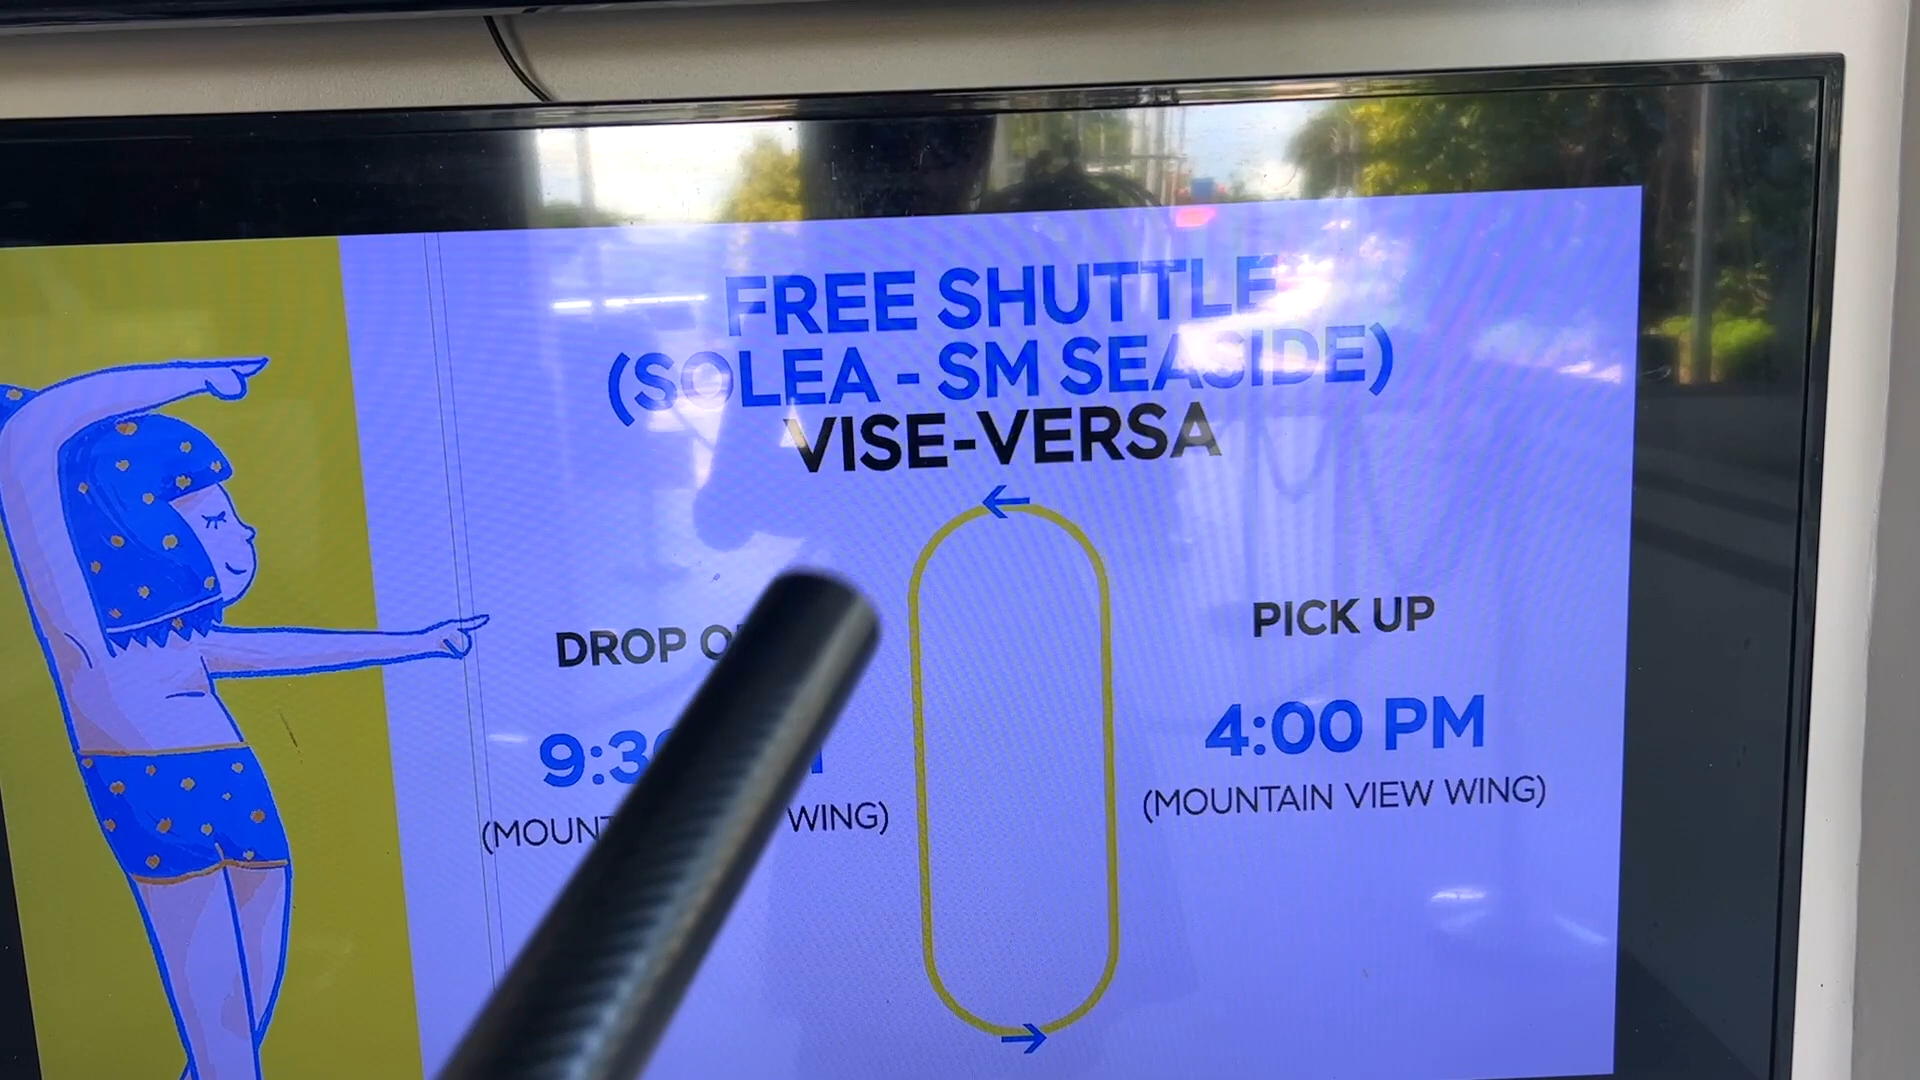 FREE SHUTTLE
(SOLEA - SM SEASIDE)
VISE-VERSA
DROP
PICK UP
4:00 PM
WING)
(MOUNTAIN VIEW WING)